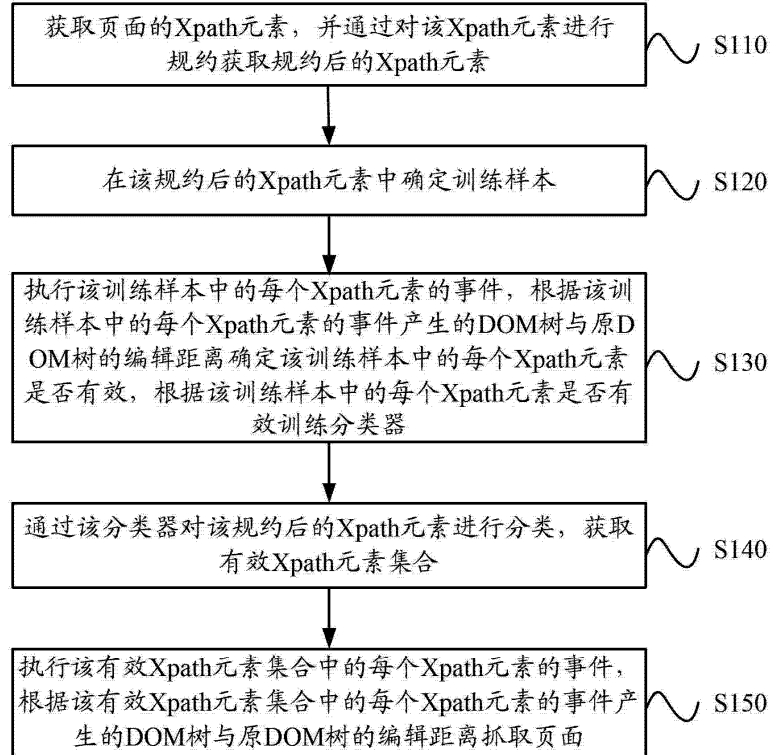 获取页面的Xpath元素，并通过对该Xpath元素进行
规约获取规约后的Xpath元素
S110
在该规约后的Xpath元素中确定训练样本
S120
执行该训练样本中的每个Xpath元素的事件，根据该训
练样本中的每个Xpath元素的事件产生的DOM树与原D
OM树的编辑距离确定该训练样本中的每个Xpath元素
是否有效，根据该训练样本中的每个Xpath元素是否有
效训练分类器
S130
通过该分类器对该规约后的Xpath元素进行分类，获取
有效Xpath元素集合
S140
执行该有效Xpath元素集合中的每个Xpath元素的事件，
根据该有效Xpath元素集合中的每个Xpath元素的事件产
生的DOM树与原DOM树的编辑距离抓取页面
S150